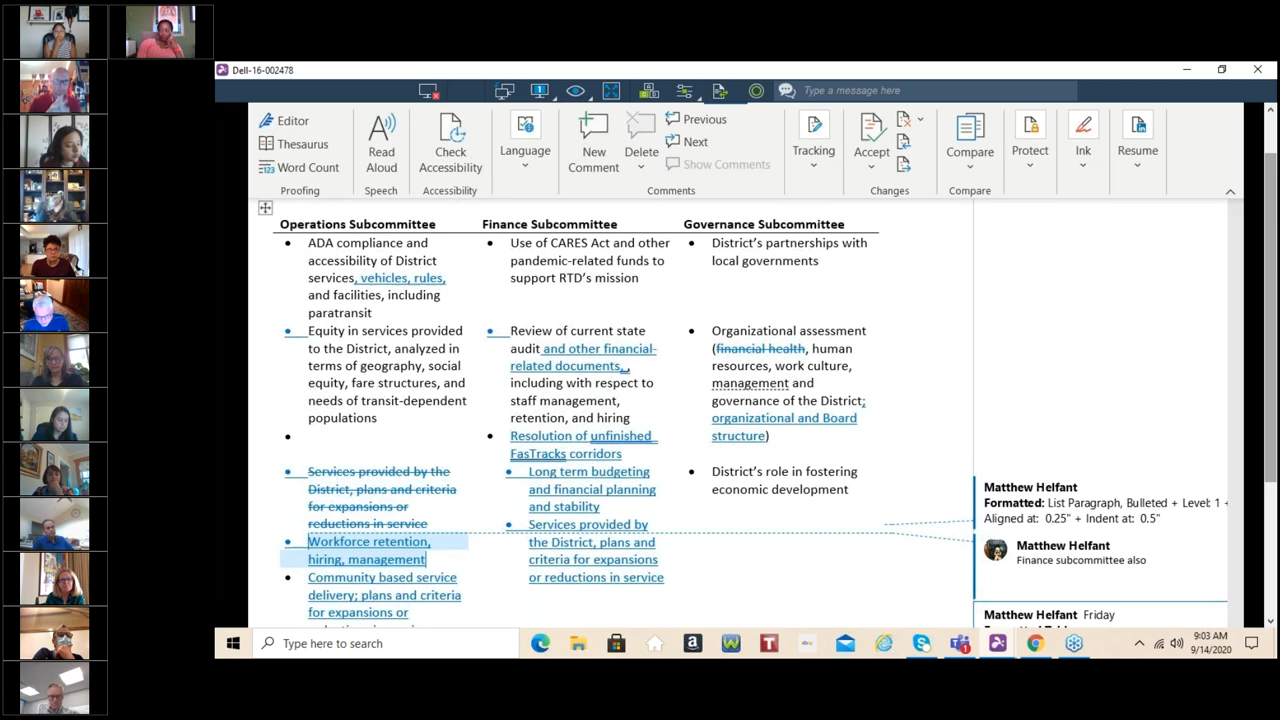 Dell-16-002478
Type a message here
Editor
Thesaurus
Word Count
Proofing
Read
Aloud
Speech
Check
Accessibility
Accessibility
Language
New
Comment
Delete
Previous
Next
Show Comments
Comments
Tracking
Accept
Changes
Compare
Compare
Protect
Ink
Resume
Operations Subcommittee
• ADA compliance and
accessibility of District
services, vehicles, rules,
and facilities, including
paratransit
• Equity in services provided
to the District, analyzed in
terms of geography, social
equity, fare structures, and
needs of transit-dependent
populations
•
• Services provided by the
District, plans and criteria
for expansions or
reductions in service
• Workforce retention,
hiring, management
• Community based service
delivery; plans and criteria
for expansions or
Finance Subcommittee
• Use of CARES Act and other
pandemic-related funds to
support RTD's mission
• Review of current state
audit and other financial-
related documents,,
including with respect to
staff management,
retention, and hiring
• Resolution of unfinished
FasTracks corridors
• Long term budgeting
and financial planning
and stability
• Services provided by
the District, plans and
criteria for expansions
or reductions in service
Governance Subcommittee
• District's partnerships with
local governments
• Organizational assessment
(financial health, human
resources, work culture,
management and
governance of the District;
organizational and Board
structure)
• District's role in fostering
economic development
Matthew Helfant
Formatted: List Paragraph, Bulleted + Level: 1 +
Aligned at: 0.25" + Indent at: 0.5"
Matthew Helfant
Finance subcommittee also
Matthew Helfant Friday
Type here to search
9:03 AM
9/14/2020